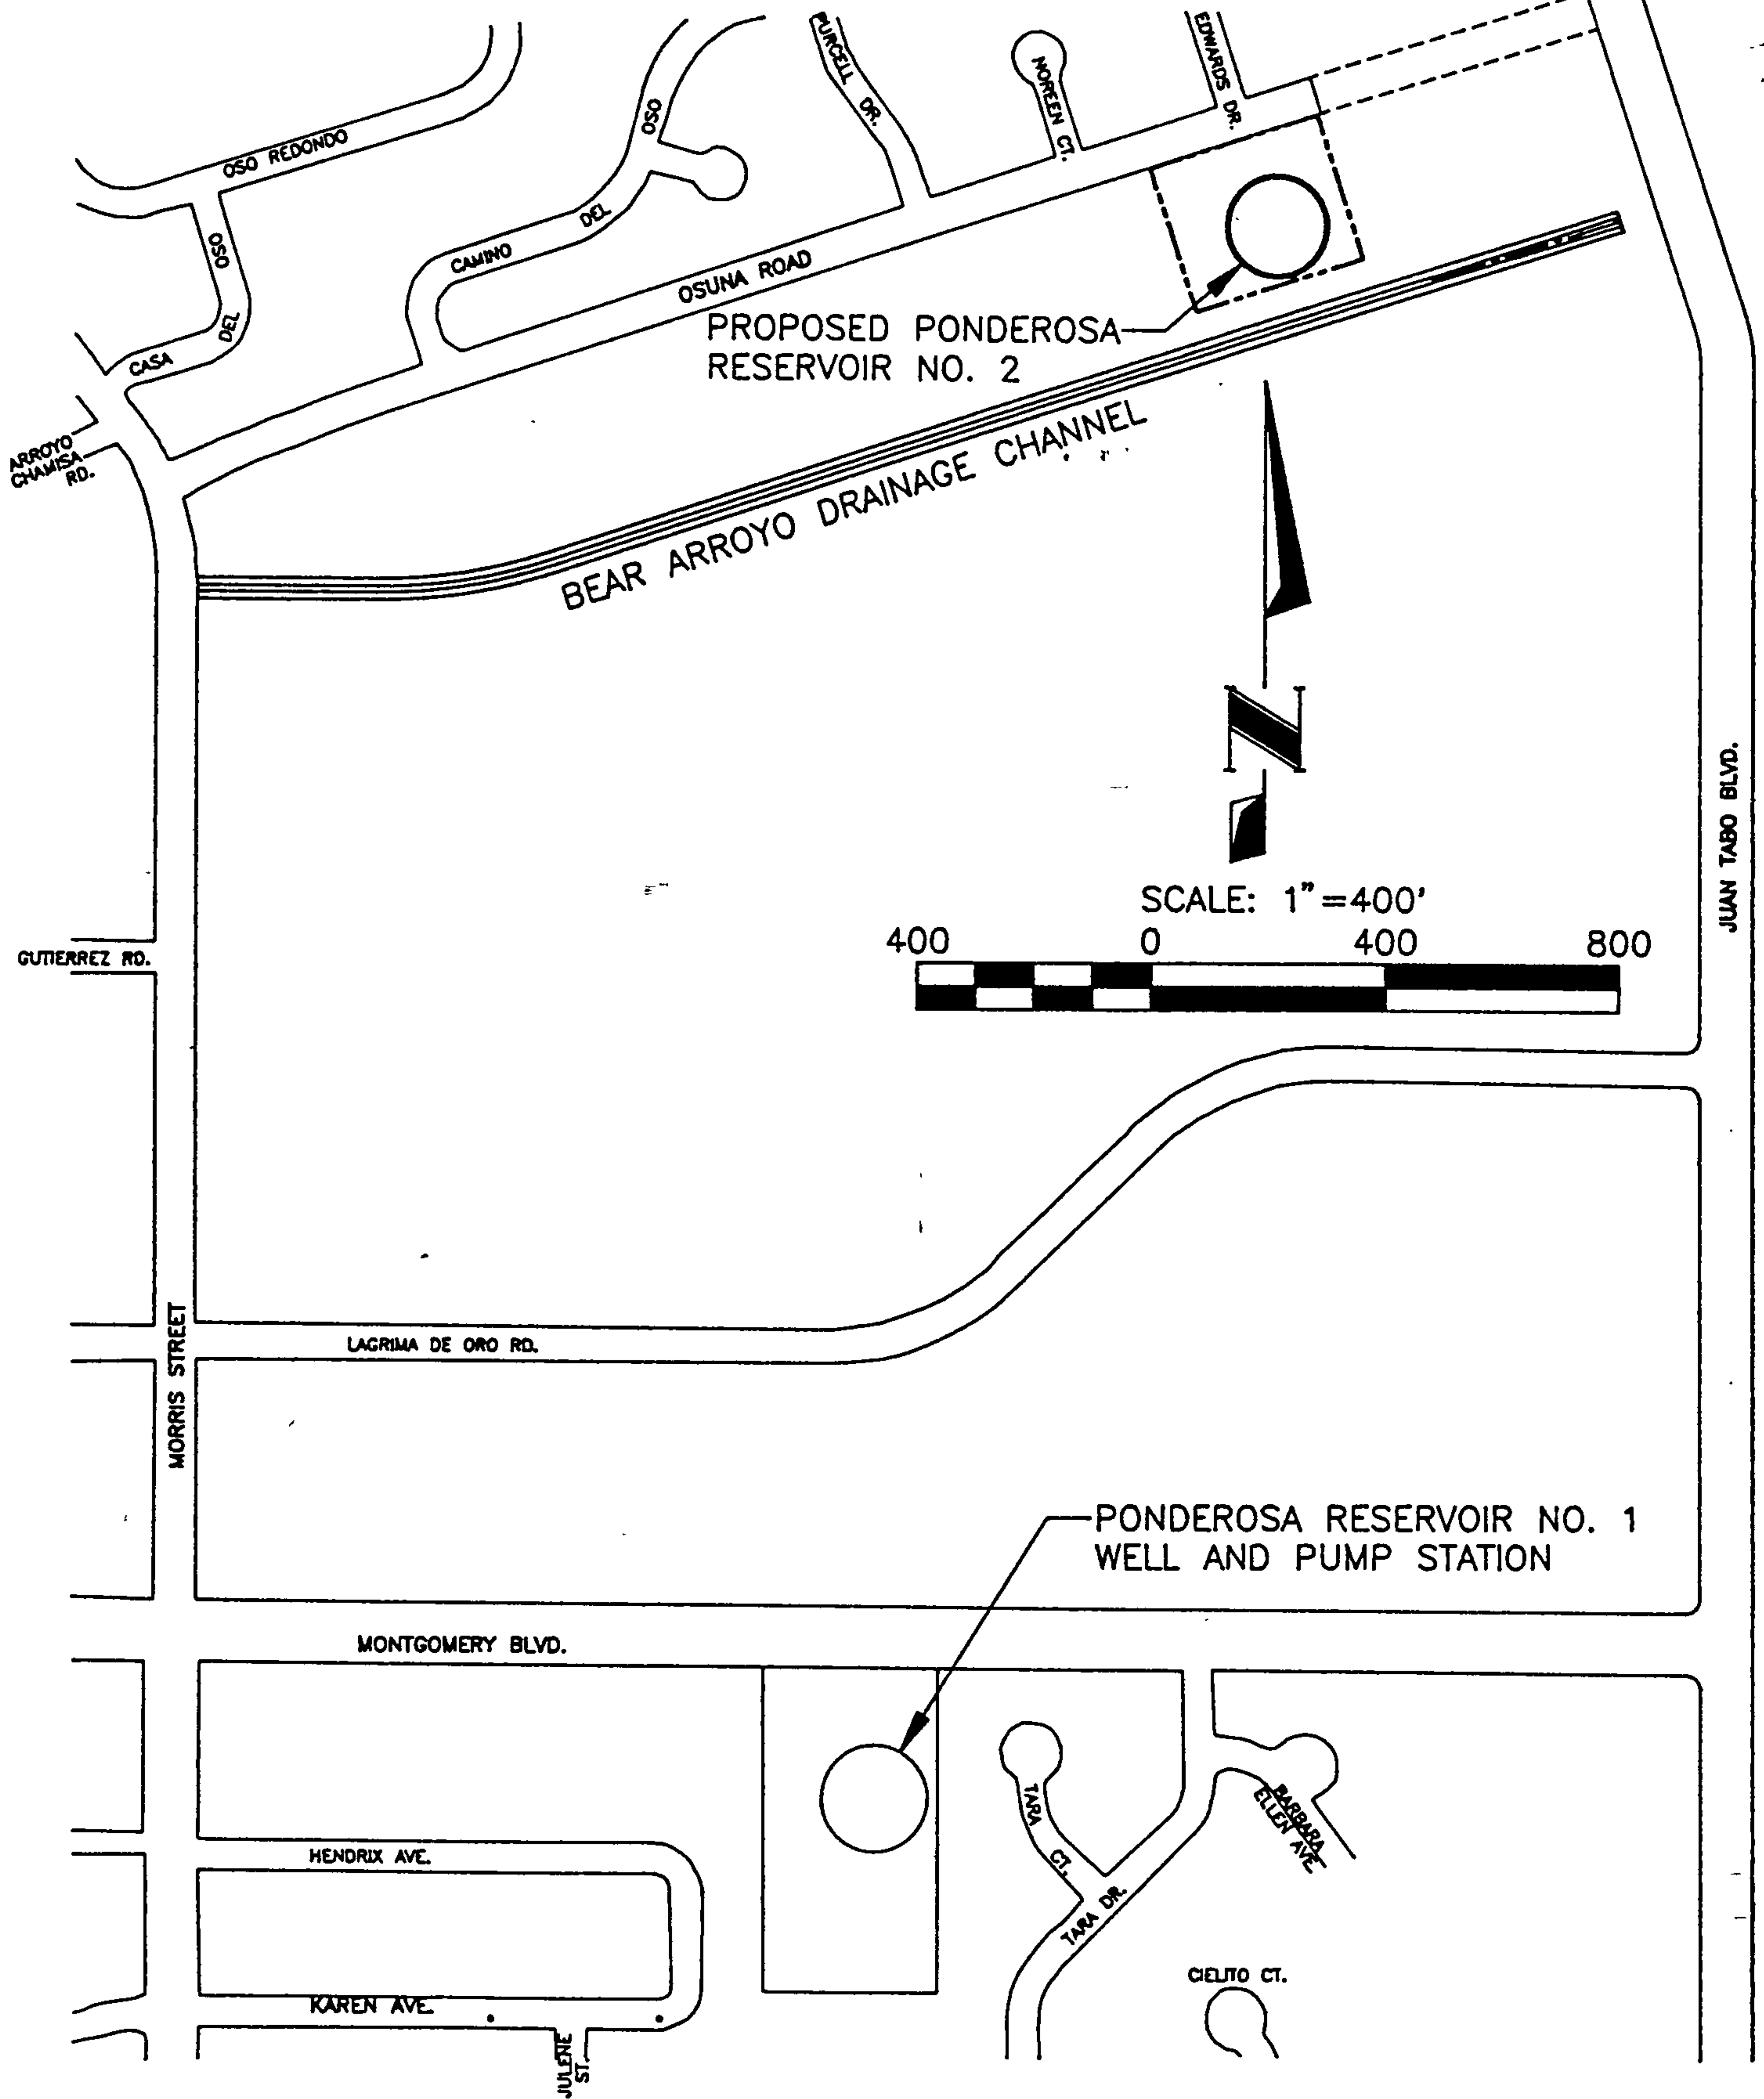 PURCELL DR.
NOREEN CT.
EDWARDS DR.
OSO REDONDO
OSO
CAMINO DEL
OSO
DEL
CASA
OSUNA ROAD
PROPOSED PONDEROSA
RESERVOIR NO. 2
ARROYO
CHAMISA
RD.
BEAR ARROYO DRAINAGE CHANNEL
N
JUAN TABO BLVD.
SCALE: 1"=400'
400 0 400 800
GUTIERREZ RD.
MORRIS STREET
LAGRIMA DE ORO RD.
PONDEROSA RESERVOIR NO. 1
WELL AND PUMP STATION
MONTGOMERY BLVD.
TARA CT.
BARBARA
ELLEN AVE.
HENDRIX AVE.
TARA DR.
CIELITO CT.
KAREN AVE.
JULENE
ST.